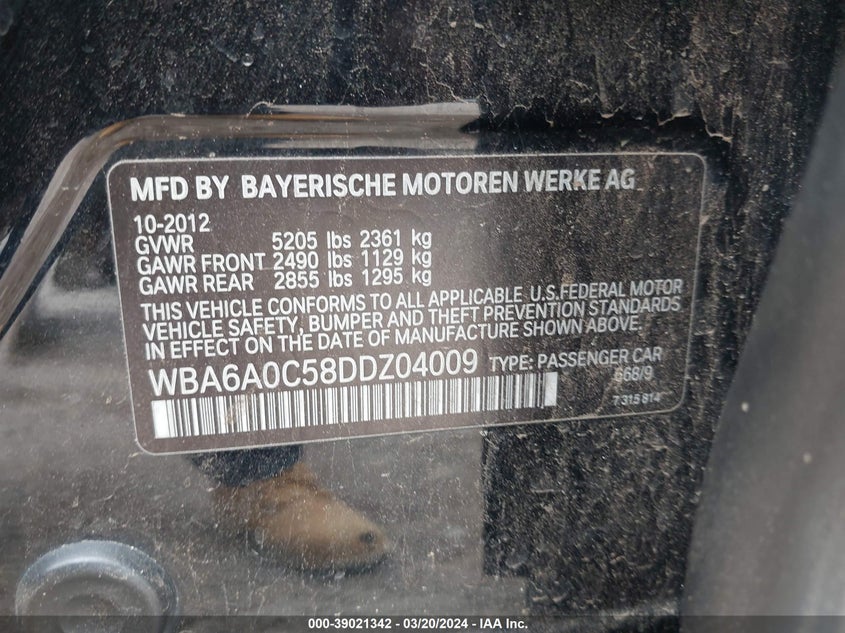 MFD BY BAYERISCHE MOTOREN WERKE AG
10-2012
GVWR 5205 lbs 2361 kg
GAWR FRONT 2490 lbs 1129 kg
GAWR REAR 2855 lbs 1295 kg
THIS VEHICLE CONFORMS TO ALL APPLICABLE U.S.FEDERAL MOTOR
VEHICLE SAFETY, BUMPER AND THEFT PREVENTION STANDARDS
IN EFFECT ON THE DATE OF MANUFACTURE SHOWN ABOVE.
WBA6A0C58DDZ04009 TYPE: PASSENGER CAR
668/9
7 315 814
000-39021342 — 03/20/2024 — IAA Inc.